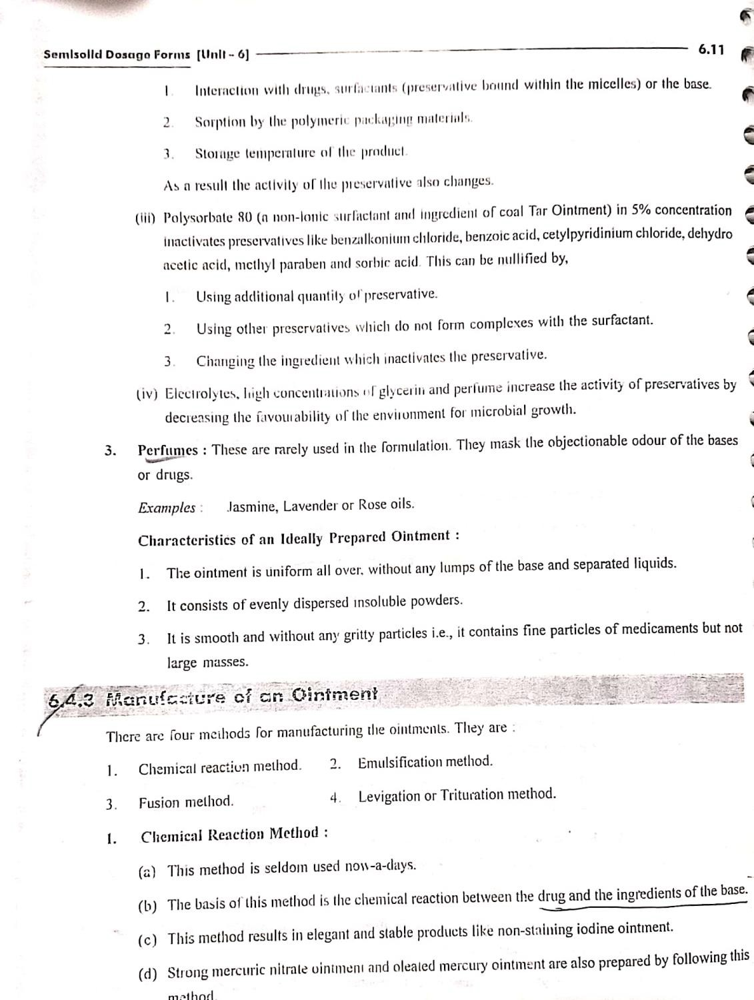 Semisolid Dosage Forms [Unit - 6] 6.11
1. Interaction with drugs, surfactants (preservative bound within the micelles) or the base.
2. Sorption by the polymeric packaging materials.
3. Storage temperature of the product.
As a result the activity of the preservative also changes.
(iii) Polysorbate 80 (a non-ionic surfactant and ingredient of coal Tar Ointment) in 5% concentration
inactivates preservatives like benzalkonium chloride, benzoic acid, cetylpyridinium chloride, dehydro
acetic acid, methyl paraben and sorbic acid. This can be nullified by,
1. Using additional quantity of preservative.
2. Using other preservatives which do not form complexes with the surfactant.
3. Changing the ingredient which inactivates the preservative.
(iv) Electrolytes, high concentrations of glycerin and perfume increase the activity of preservatives by
decreasing the favourability of the environment for microbial growth.
3. Perfumes : These are rarely used in the formulation. They mask the objectionable odour of the bases
or drugs.
Examples : Jasmine, Lavender or Rose oils.
Characteristics of an Ideally Prepared Ointment :
1. The ointment is uniform all over, without any lumps of the base and separated liquids.
2. It consists of evenly dispersed insoluble powders.
3. It is smooth and without any gritty particles i.e., it contains fine particles of medicaments but not
large masses.
6.4.3 Manufacture of an Ointment
There are four methods for manufacturing the ointments. They are :
1. Chemical reaction method. 2. Emulsification method.
3. Fusion method. 4. Levigation or Trituration method.
1. Chemical Reaction Method :
(a) This method is seldom used now-a-days.
(b) The basis of this method is the chemical reaction between the drug and the ingredients of the base.
(c) This method results in elegant and stable products like non-staining iodine ointment.
(d) Strong mercuric nitrate ointment and oleated mercury ointment are also prepared by following this
method.